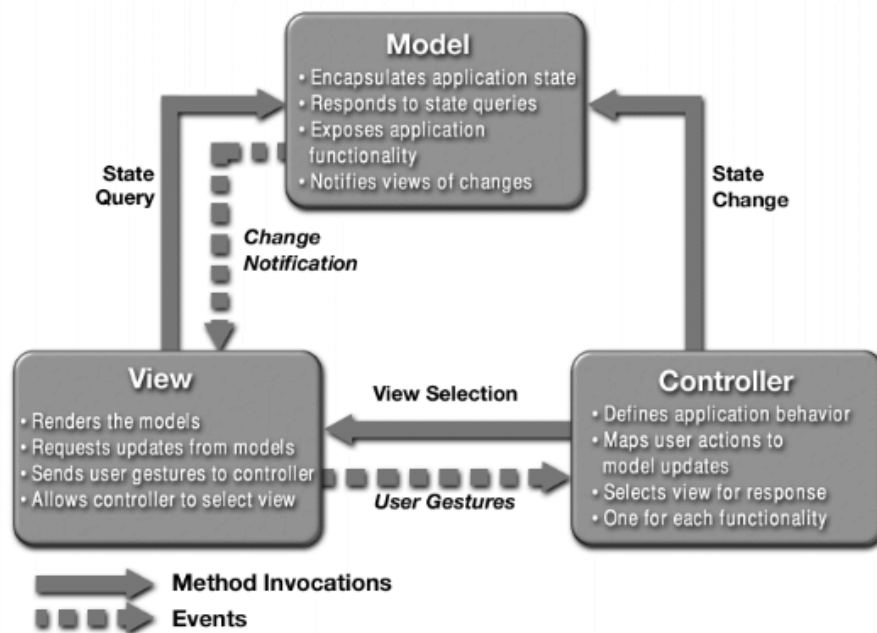 Model
• Encapsulates application state
• Responds to state queries
• Exposes application
functionality
• Notifies views of changes
State
Query
Change
Notification
State
Change
View
• Renders the models
• Requests updates from models
• Sends user gestures to controller
• Allows controller to select view
View Selection
User Gestures
Controller
• Defines application behavior
• Maps user actions to
model updates
• Selects view for response
• One for each functionality
Method Invocations
Events